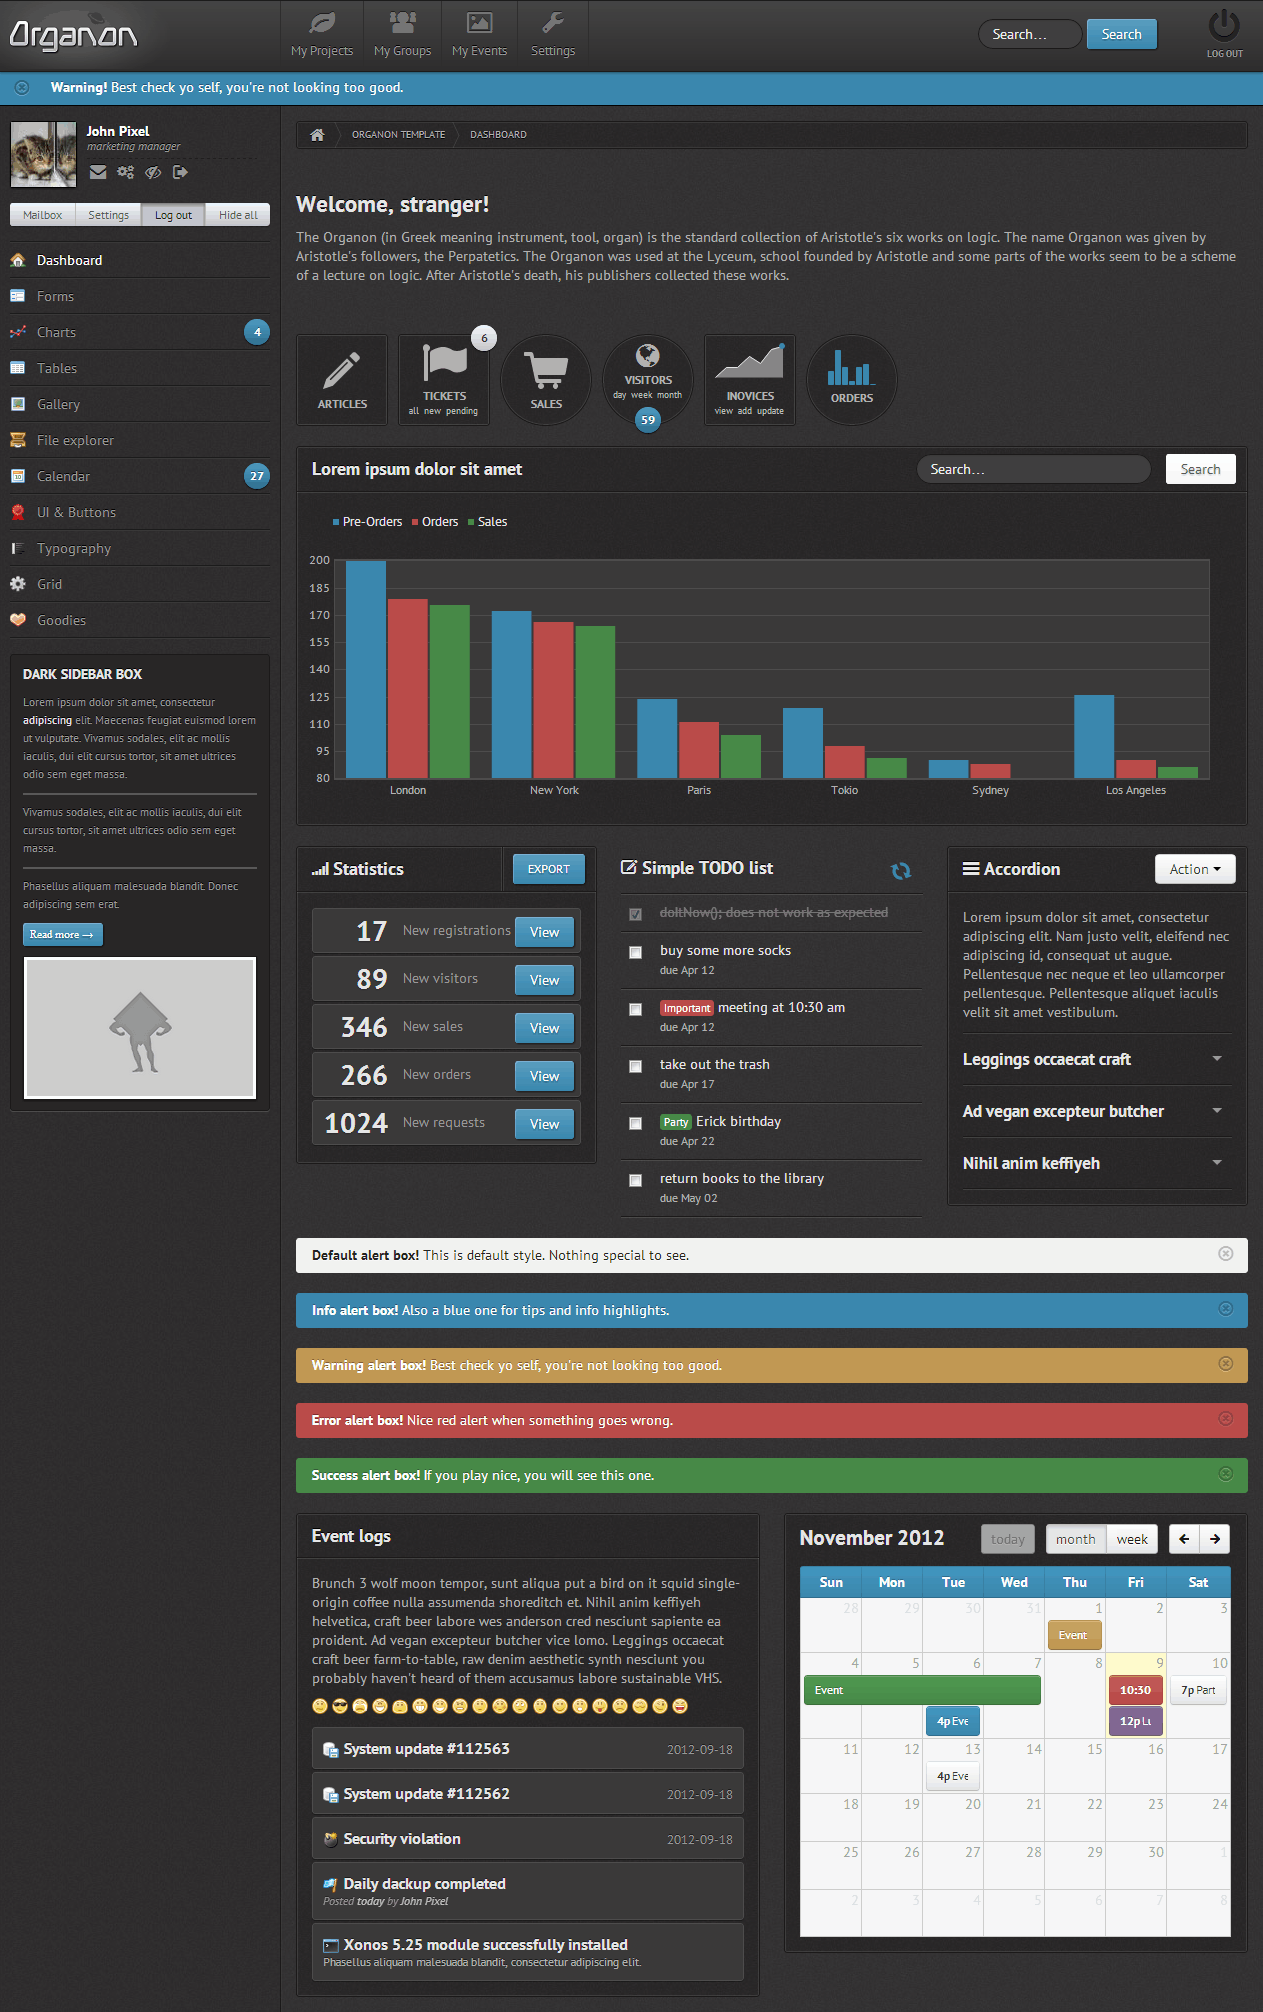 Organon
My Projects
My Groups
My Events
Settings
Search...
Search
LOG OUT
Warning! Best check yo self, you're not looking too good.
John Pixel
marketing manager
Mailbox
Settings
Log out
Hide all
Dashboard
Forms
Charts 4
Tables
Gallery
File explorer
Calendar 27
UI & Buttons
Typography
Grid
Goodies
DARK SIDEBAR BOX
Lorem ipsum dolor sit amet, consectetur
adipiscing elit. Maecenas feugiat euismod lorem
ut vulputate. Vivamus sodales, elit ac mollis
iaculis, dui elit cursus tortor, sit amet ultrices
odio sem eget massa.
Vivamus sodales, elit ac mollis iaculis, dui elit
cursus tortor, sit amet ultrices odio sem eget
massa.
Phasellus aliquam malesuada blandit. Donec
adipiscing sem erat.
Read more →
ORGANON TEMPLATE
DASHBOARD
Welcome, stranger!
The Organon (in Greek meaning instrument, tool, organ) is the standard collection of Aristotle's six works on logic. The name Organon was given by
Aristotle's followers, the Perpatetics. The Organon was used at the Lyceum, school founded by Aristotle and some parts of the works seem to be a scheme
of a lecture on logic. After Aristotle's death, his publishers collected these works.
ARTICLES
6
TICKETS
all new pending
SALES
VISITORS
day week month
59
INOVICES
view add update
ORDERS
Lorem ipsum dolor sit amet
Search...
Search
Pre-Orders Orders Sales
200
185
170
155
140
125
110
95
80
London New York Paris Tokio Sydney Los Angeles
Statistics
EXPORT
17 New registrations View
89 New visitors View
346 New sales View
266 New orders View
1024 New requests View
Simple TODO list
doItNow(); does not work as expected
buy some more socks
due Apr 12
Important meeting at 10:30 am
due Apr 12
take out the trash
due Apr 17
Party Erick birthday
due Apr 22
return books to the library
due May 02
Accordion
Action
Lorem ipsum dolor sit amet, consectetur
adipiscing elit. Nam justo velit, eleifend nec
adipiscing id, consequat ut augue.
Pellentesque nec neque et leo ullamcorper
pellentesque. Pellentesque aliquet iaculis
velit sit amet vestibulum.
Leggings occaecat craft
Ad vegan excepteur butcher
Nihil anim keffiyeh
Default alert box! This is default style. Nothing special to see.
Info alert box! Also a blue one for tips and info highlights.
Warning alert box! Best check yo self, you're not looking too good.
Error alert box! Nice red alert when something goes wrong.
Success alert box! If you play nice, you will see this one.
Event logs
Brunch 3 wolf moon tempor, sunt aliqua put a bird on it squid single-
origin coffee nulla assumenda shoreditch et. Nihil anim keffiyeh
helvetica, craft beer labore wes anderson cred nesciunt sapiente ea
proident. Ad vegan excepteur butcher vice lomo. Leggings occaecat
craft beer farm-to-table, raw denim aesthetic synth nesciunt you
probably haven't heard of them accusamus labore sustainable VHS.
System update #112563 2012-09-18
System update #112562 2012-09-18
Security violation 2012-09-18
Daily dackup completed
Posted today by John Pixel
Xonos 5.25 module successfully installed
Phasellus aliquam malesuada blandit, consectetur adipiscing elit.
November 2012
today
month
week
Sun Mon Tue Wed Thu Fri Sat
28 29 30 31 1 2 3
Event
4 5 6 7 8 9 10
Event 10:30 7p Part
4p Eve 12p Lu
11 12 13 14 15 16 17
4p Eve
18 19 20 21 22 23 24
25 26 27 28 29 30 1
2 3 4 5 6 7 8